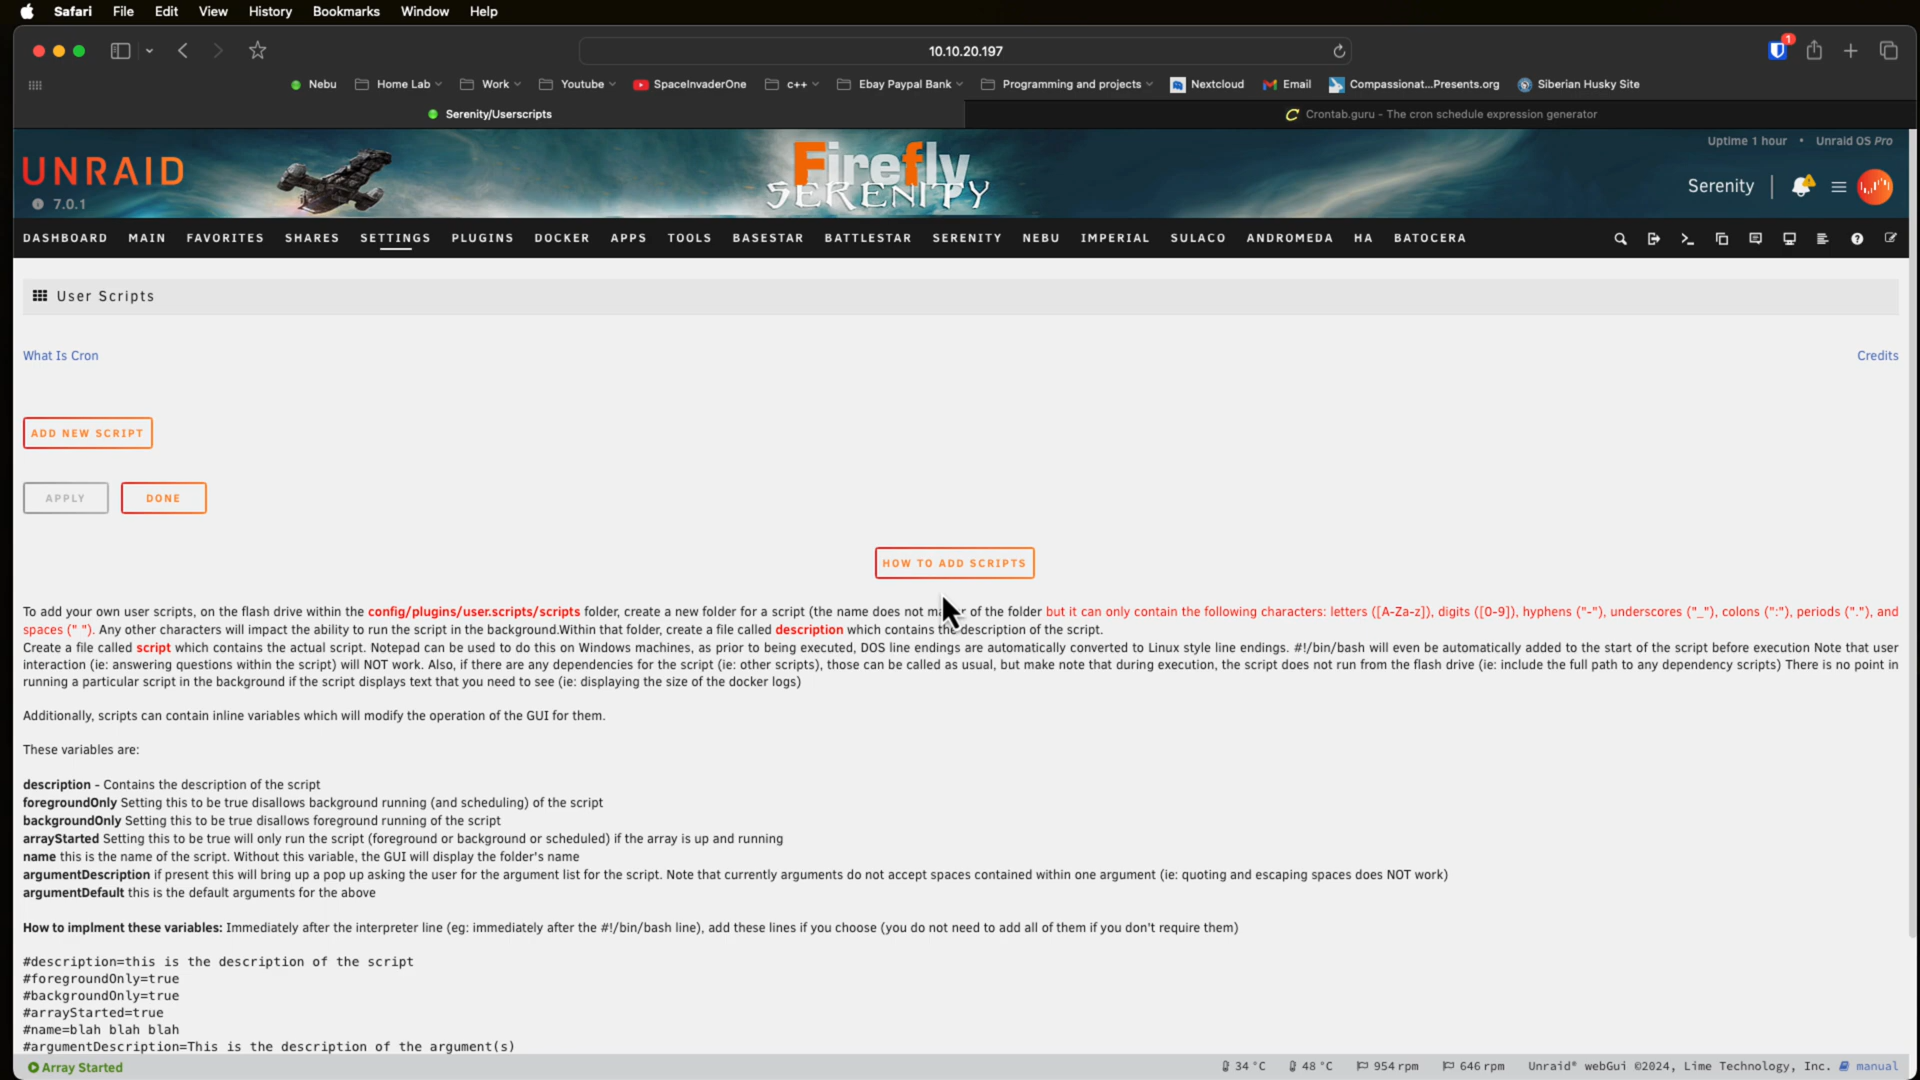 Safari File Edit View History Bookmarks Window Help
10.10.20.197
1
Nebu Home Lab Work Youtube SpaceInvaderOne c++ Ebay Paypal Bank Programming and projects Nextcloud Email Compassionat...Presents.org Siberian Husky Site
Serenity/Userscripts Crontab.guru - The cron schedule expression generator
Uptime 1 hour • Unraid OS Pro
UNRAID
Firefly
SERENITY
Serenity
7.0.1
DASHBOARD MAIN FAVORITES SHARES SETTINGS PLUGINS DOCKER APPS TOOLS BASESTAR BATTLESTAR SERENITY NEBU IMPERIAL SULACO ANDROMEDA HA BATOCERA
User Scripts
What Is Cron Credits
ADD NEW SCRIPT
APPLY DONE
HOW TO ADD SCRIPTS
To add your own user scripts, on the flash drive within the config/plugins/user.scripts/scripts folder, create a new folder for a script (the name does not of the folder but it can only contain the following characters: letters ([A-Za-z]), digits ([0-9]), hyphens ("-"), underscores ("_"), colons (":"), periods ("."), and
spaces (" "). Any other characters will impact the ability to run the script in the background.Within that folder, create a file called description which contains the description of the script.
Create a file called script which contains the actual script. Notepad can be used to do this on Windows machines, as prior to being executed, DOS line endings are automatically converted to Linux style line endings. #!/bin/bash will even be automatically added to the start of the script before execution Note that user
interaction (ie: answering questions within the script) will NOT work. Also, if there are any dependencies for the script (ie: other scripts), those can be called as usual, but make note that during execution, the script does not run from the flash drive (ie: include the full path to any dependency scripts) There is no point in
running a particular script in the background if the script displays text that you need to see (ie: displaying the size of the docker logs)
Additionally, scripts can contain inline variables which will modify the operation of the GUI for them.
These variables are:
description - Contains the description of the script
foregroundOnly Setting this to be true disallows background running (and scheduling) of the script
backgroundOnly Setting this to be true disallows foreground running of the script
arrayStarted Setting this to be true will only run the script (foreground or background or scheduled) if the array is up and running
name this is the name of the script. Without this variable, the GUI will display the folder's name
argumentDescription if present this will bring up a pop up asking the user for the argument list for the script. Note that currently arguments do not accept spaces contained within one argument (ie: quoting and escaping spaces does NOT work)
argumentDefault this is the default arguments for the above
How to implment these variables: Immediately after the interpreter line (eg: immediately after the #!/bin/bash line), add these lines if you choose (you do not need to add all of them if you don't require them)
#description=this is the description of the script
#foregroundOnly=true
#backgroundOnly=true
#arrayStarted=true
#name=blah blah blah
#argumentDescription=This is the description of the argument(s)
Array Started 34 °C 48 °C 954 rpm 646 rpm Unraid® webGui ©2024, Lime Technology, Inc. manual